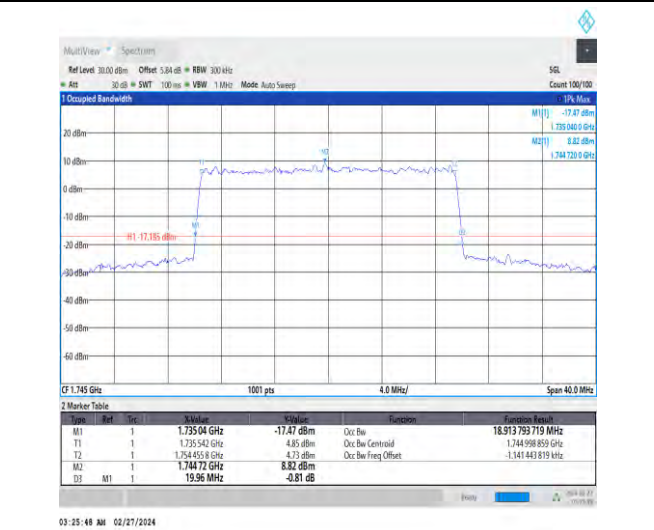 MultiView Spectrum
Ref Level 30.00 dBm Offset 5.84 dB RBW 300 kHz SGL
Att 30 dB SWT 100 ms VBW 1 MHz Mode Auto Sweep Count 100/100
1 Occupied Bandwidth 1Pk Max
M1[1] -17.47 dBm
1.735 040 0 GHz
M2[1] 8.82 dBm
1.744 720 0 GHz
20 dBm
M2
10 dBm
T1
0 dBm
-10 dBm
M1
D3
H1 -17.185 dBm
-20 dBm
-30 dBm
-40 dBm
-50 dBm
-60 dBm
CF 1.745 GHz 1001 pts 4.0 MHz/ Span 40.0 MHz
2 Marker Table
Type Ref Trc X-Value Y-Value Function Function Result
M1 1 1.735 04 GHz -17.47 dBm Occ Bw 18.913 793 719 MHz
T1 1 1.735 542 GHz 4.85 dBm Occ Bw Centroid 1.744 998 859 GHz
T2 1 1.754 455 8 GHz 4.73 dBm Occ Bw Freq Offset -1.141 443 819 kHz
M2 1 1.744 72 GHz 8.82 dBm
D3 M1 1 19.96 MHz -0.81 dB
03:25:48 AM 02/27/2024